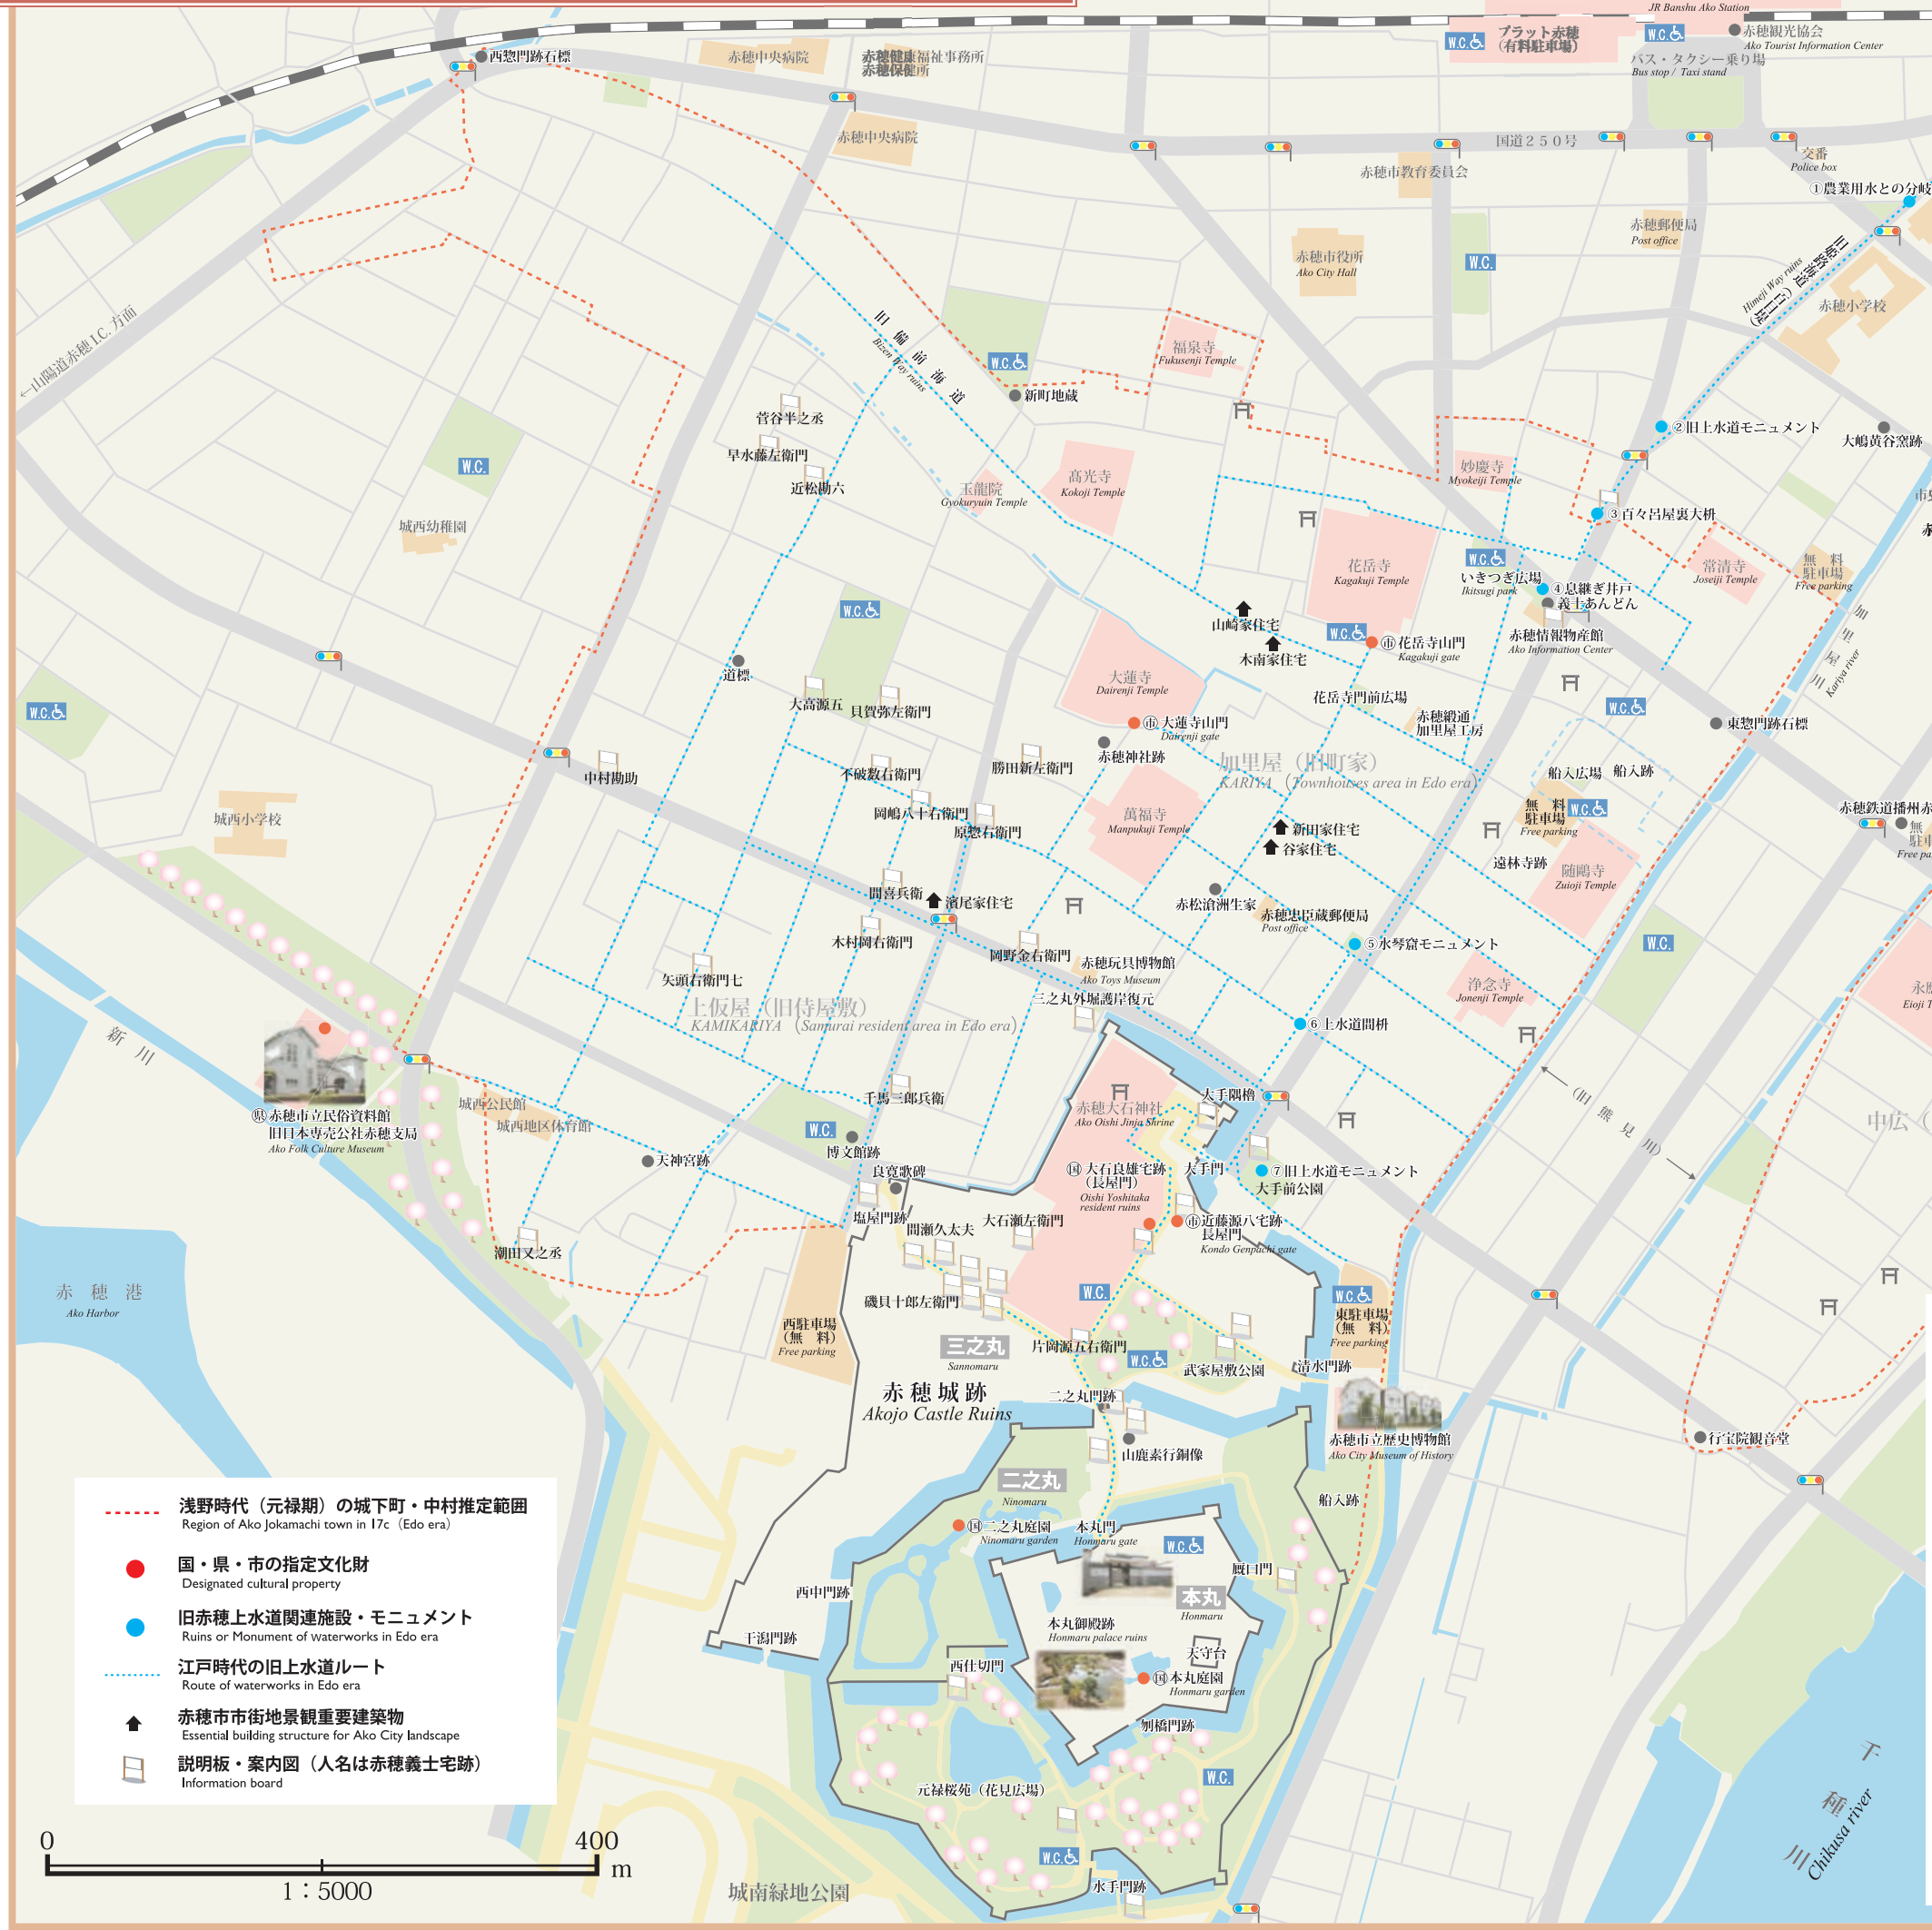 JR Banshu Ako Station
プラット赤穂
(有料駐車場)
W.C.
W.C.
赤穂観光協会
Ako Tourist Information Center
バス・タクシー乗り場
Bus stop / Taxi stand
西惣門跡石標
赤穂中央病院
赤穂健康福祉事務所
赤穂中央病院
国道250号
交番
Police box
赤穂市教育委員会
①農業用水との分岐
赤穂郵便局
Post office
赤穂市役所
Ako City Hall
W.C.
旧姫路海道
Himeji Way ruins
赤穂小学校
←山陽道赤穂I.C.方面
旧備前海道
Bizen Way ruins
福泉寺
Fukusenji Temple
W.C.
新町地蔵
菅谷半之丞
早水藤左衛門
近松勘六
W.C.
城西幼稚園
玉龍院
Gyokuryuin Temple
髙光寺
Kokoji Temple
妙慶寺
Myokeiji Temple
②旧上水道モニュメント
大嶋黄谷窯跡
③百々呂屋裏大枡
花岳寺
Kagakuji Temple
W.C.
いきつぎ広場
Ikitsugi park
④息継ぎ井戸
義士あんどん
常清寺
Joseiji Temple
無料
駐車場
Free parking
W.C.
山崎家住宅
木南家住宅
W.C.
㊩花岳寺山門
Kagakuji gate
赤穂情報物産館
Ako Information Center
加里屋川
Kariya river
道標
大高源五
貝賀弥左衛門
大蓮寺
Dairenji Temple
花岳寺門前広場
赤穂緞通
加里屋工房
W.C.
W.C.
大蓮寺山門
Dairenji gate
赤穂神社跡
東惣門跡石標
中村勘助
不破数右衛門
勝田新左衛門
加里屋(旧町家)
KARIYA (Townhouses area in Edo era)
船入広場
船入跡
岡嶋八十右衛門
原惣右衛門
萬福寺
Manpukuji Temple
新田家住宅
谷家住宅
無料
駐車場
Free parking
W.C.
赤穂鉄道播州赤
城西小学校
遠林寺跡
随鷗寺
Zuioji Temple
間喜兵衛
濱尾家住宅
赤松滄洲生家
赤穂忠臣蔵郵便局
Post office
木村岡右衛門
岡野金右衛門
⑤水琴窟モニュメント
W.C.
矢頭右衛門七
赤穂玩具博物館
Ako Toys Museum
浄念寺
Jonenji Temple
上仮屋(旧侍屋敷)
KAMIKARIYA (Samurai resident area in Edo era)
三之丸外堀護岸復元
⑥上水道間枡
新川
㊩赤穂市立民俗資料館
旧日本専売公社赤穂支局
Ako Folk Culture Museum
城西公民館
城西地区体育館
千馬三郎兵衛
赤穂大石神社
Ako Oishi Jinja Shrine
大手隅櫓
(旧熊見川)
中広(
W.C.
博文館跡
天神宮跡
良寛歌碑
大石良雄宅跡
(長屋門)
Oishi Yoshitaka
resident ruins
大手門
⑦旧上水道モニュメント
大手前公園
塩屋門跡
間瀬久太夫
大石瀬左衛門
近藤源八宅跡
長屋門
Kondo Genpachi gate
潮田又之丞
赤穂港
Ako Harbor
磯貝十郎左衛門
W.C.
W.C.
西駐車場
(無料)
Free parking
東駐車場
(無料)
Free parking
三之丸
Sannomaru
片岡源五右衛門
W.C.
武家屋敷公園
清水門跡
赤穂城跡
Akojo Castle Ruins
二之丸門跡
山鹿素行銅像
赤穂市立歴史博物館
Ako City Museum of History
行宝院観音堂
二之丸
Ninomaru
船入跡
二之丸庭園
Ninomaru garden
本丸門
Honmaru gate
W.C.
厩口門
西中門跡
本丸
Honmaru
本丸御殿跡
Honmaru palace ruins
干潟門跡
天守台
西仕切門
本丸庭園
Honmaru garden
刎橋門跡
W.C.
元禄桜苑(花見広場)
W.C.
水手門跡
城南緑地公園
千種川
Chikusa river
浅野時代(元禄期)の城下町・中村推定範囲
Region of Ako Jokamachi town in 17c (Edo era)
国・県・市の指定文化財
Designated cultural property
旧赤穂上水道関連施設・モニュメント
Ruins or Monument of waterworks in Edo era
江戸時代の旧上水道ルート
Route of waterworks in Edo era
赤穂市市街地景観重要建築物
Essential building structure for Ako City landscape
説明板・案内図(人名は赤穂義士宅跡)
Information board
0 400 m
1:5000